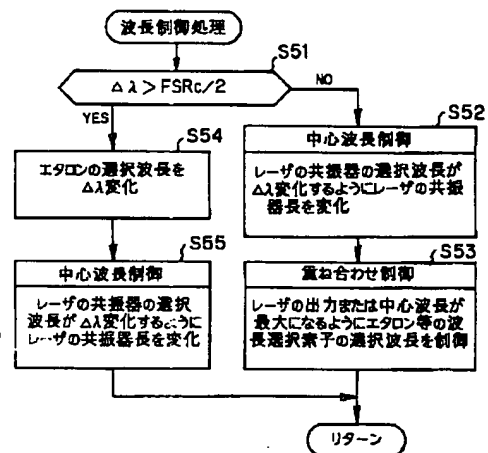 波長制御処理
S51
Δλ>FSRc/2
NO
YES
S52
中心波長制御
レーザの共振器の選択波長が
Δλ変化するようにレーザの共振
器長を変化
S54
エタロンの選択波長を
Δλ変化
S53
重ね合わせ制御
レーザの出力または中心波長が
最大になるようにエタロン等の波
長選択素子の選択波長を制御
S55
中心波長制御
レーザの共振器の選択
波長がΔλ変化するように
レーザの共振器長を変化
リターン